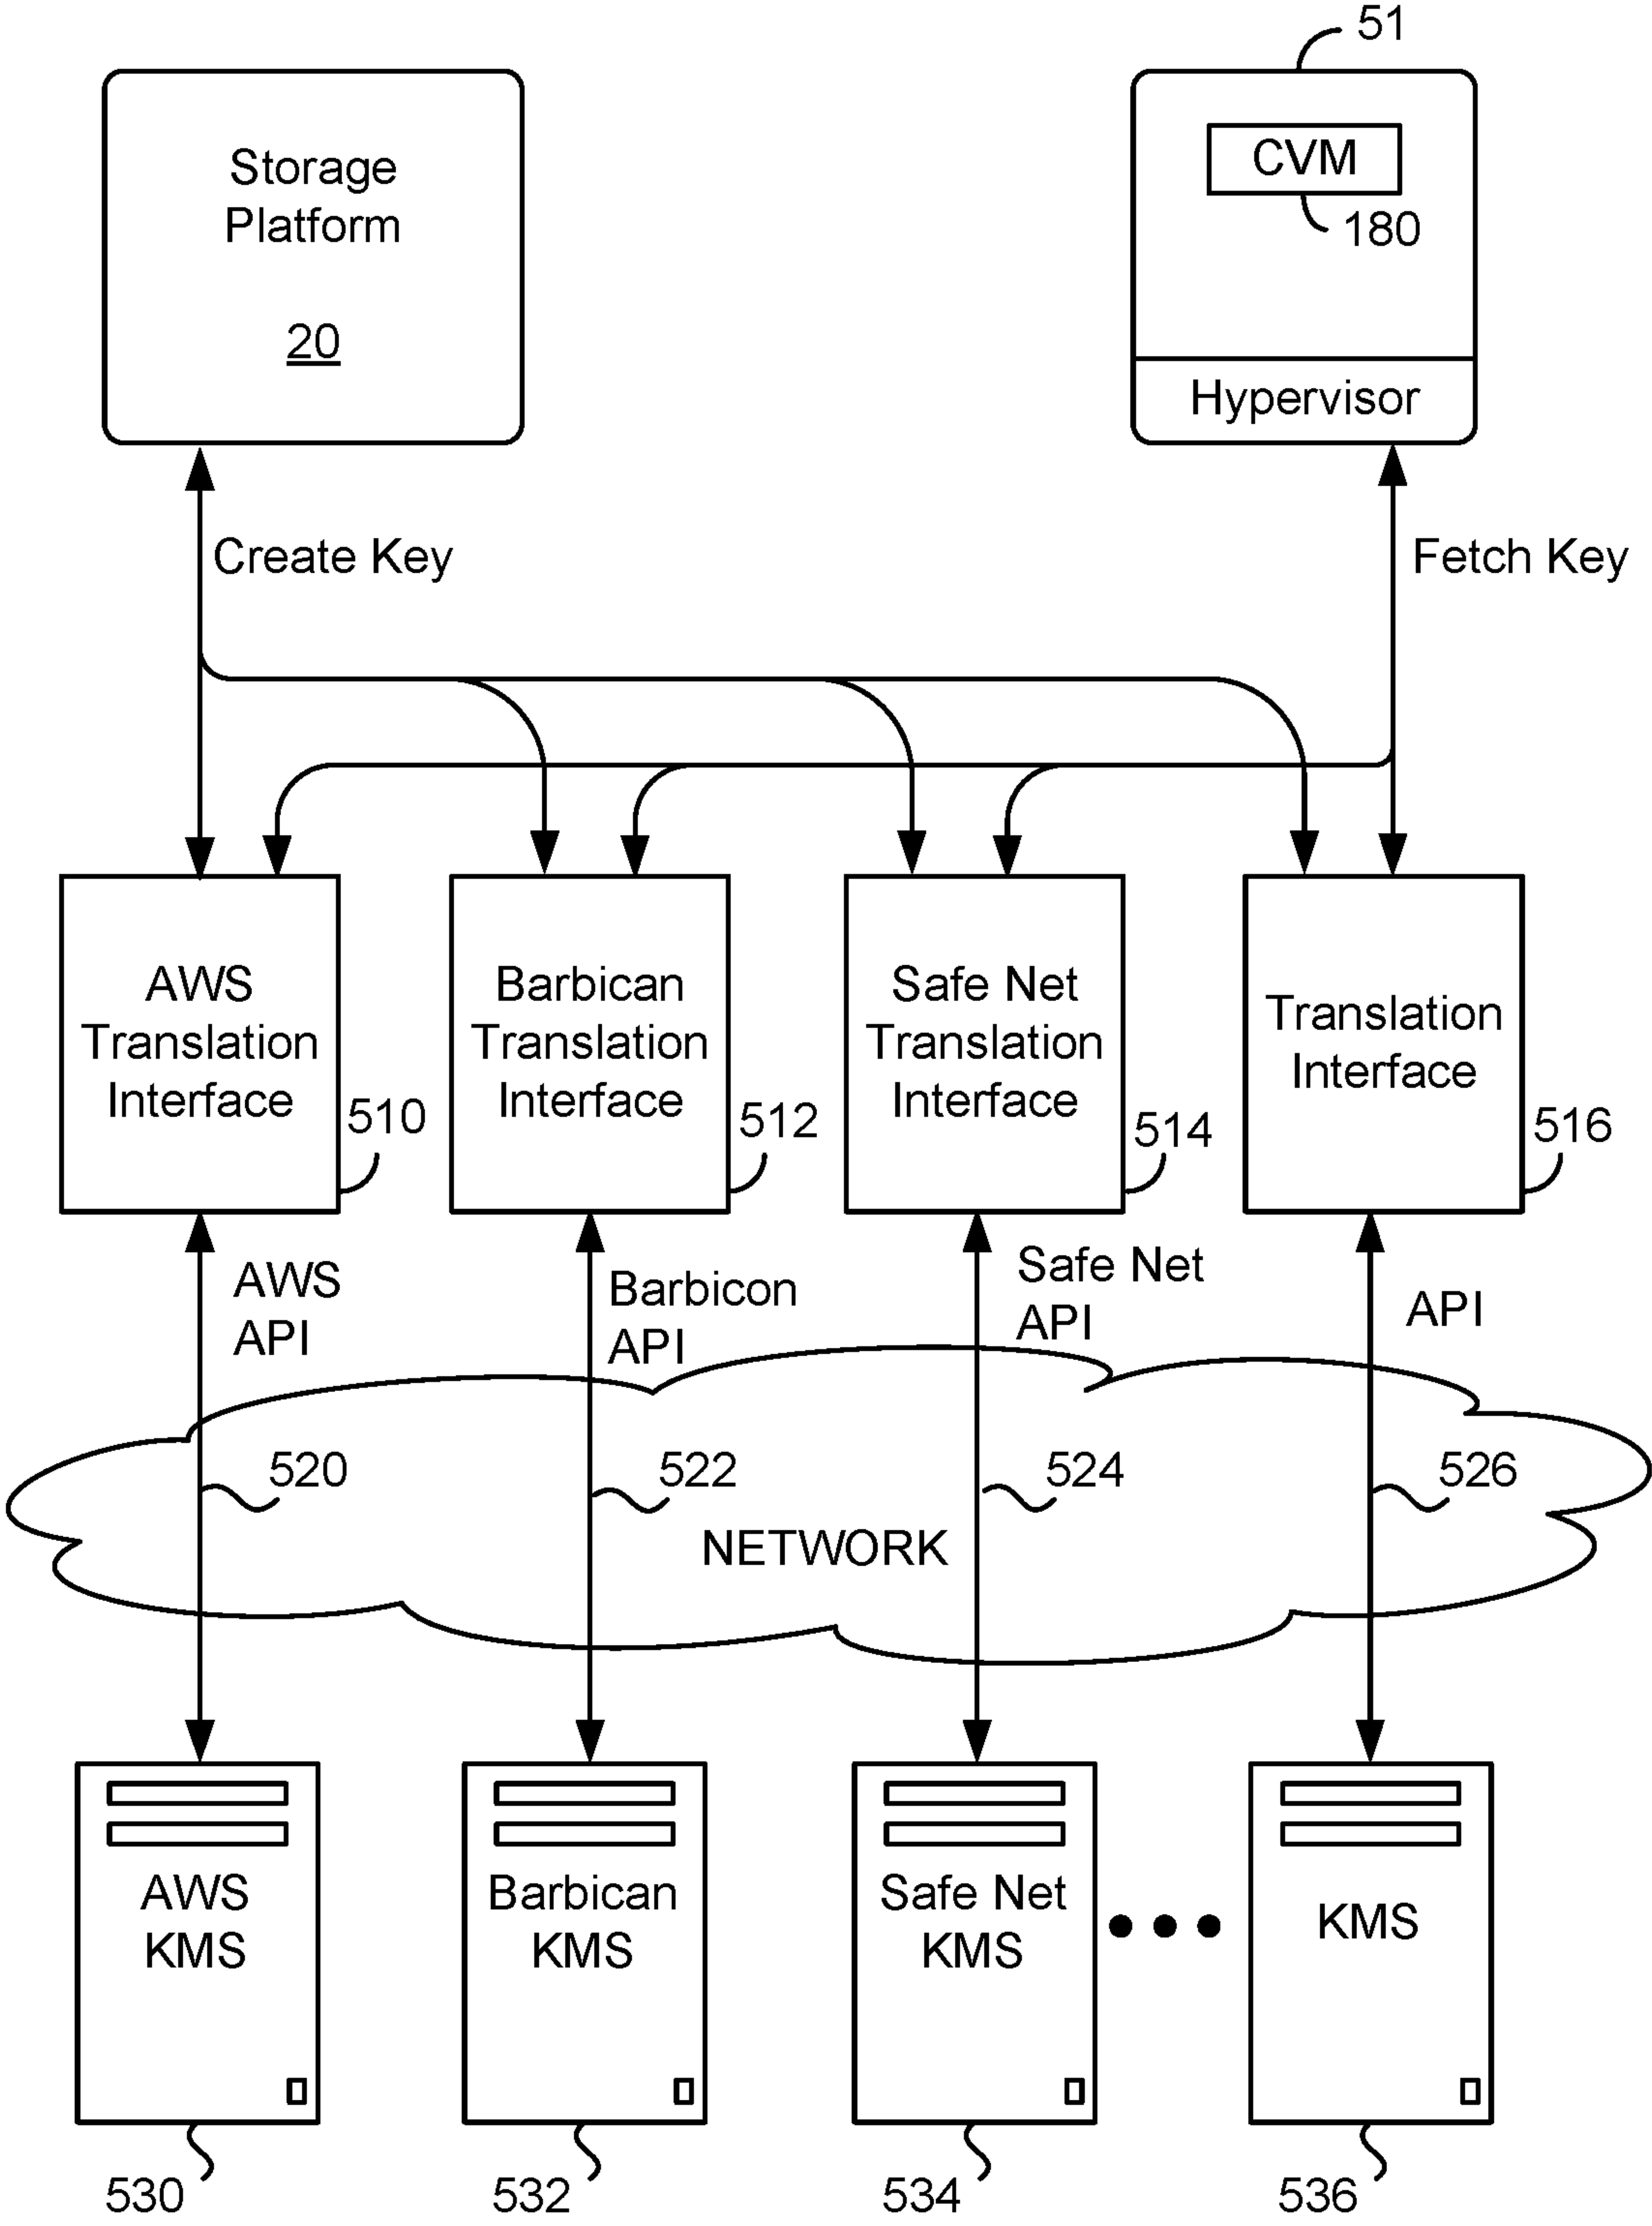 51
Storage
Platform
20
CVM
180
Hypervisor
Create Key
Fetch Key
AWS
Translation
Interface
510
Barbican
Translation
Interface
512
Safe Net
Translation
Interface
514
Translation
Interface
516
AWS
API
Barbicon
API
Safe Net
API
API
520
522
524
526
NETWORK
AWS
KMS
Barbican
KMS
Safe Net
KMS
KMS
530
532
534
536